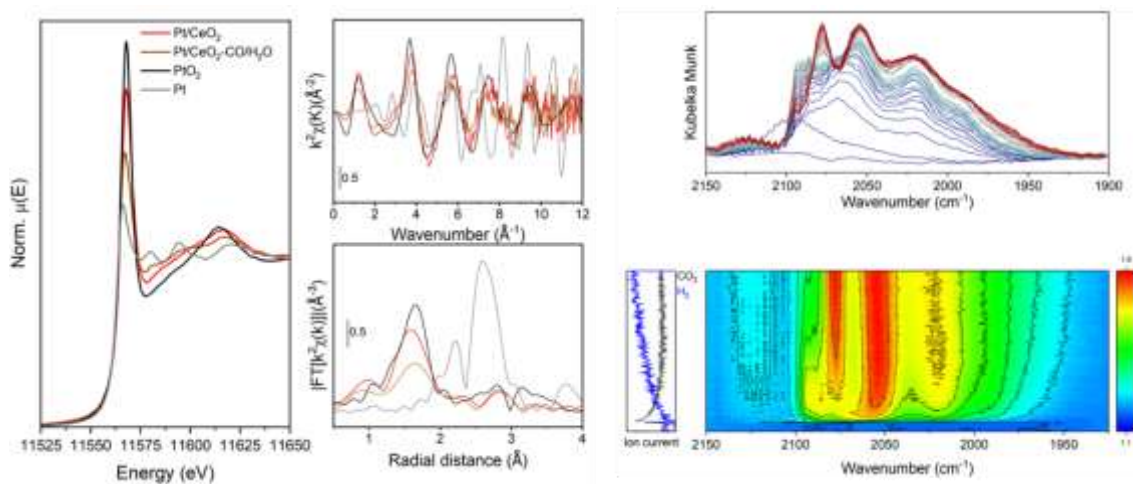 Norm. μ(E)
Pt/CeO₂
Pt/CeO₂-CO/H₂O
PtO₂
Pt
11525 11550 11575 11600 11625 11650
Energy (eV)
k²χ(K)(Å⁻²)
0.5
0 2 4 6 8 10 12
Wavenumber (Å⁻¹)
|FT[k²χ(k)]|(Å⁻³)
0.5
1 2 3 4
Radial distance (Å)
Kubelka Munk
2150 2100 2050 2000 1950 1900
Wavenumber (cm⁻¹)
CO₂
H₂
Ion current
2150 2100 2050 2000 1950
Wavenumber (cm⁻¹)